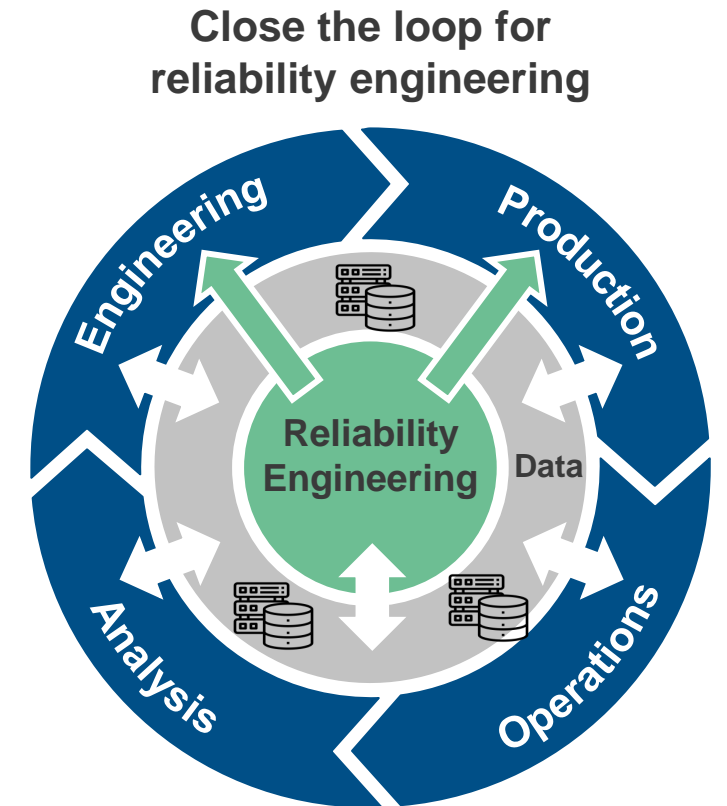 Close the loop for
reliability engineering
Engineering
Production
Reliability
Engineering
Data
Analysis
Operations